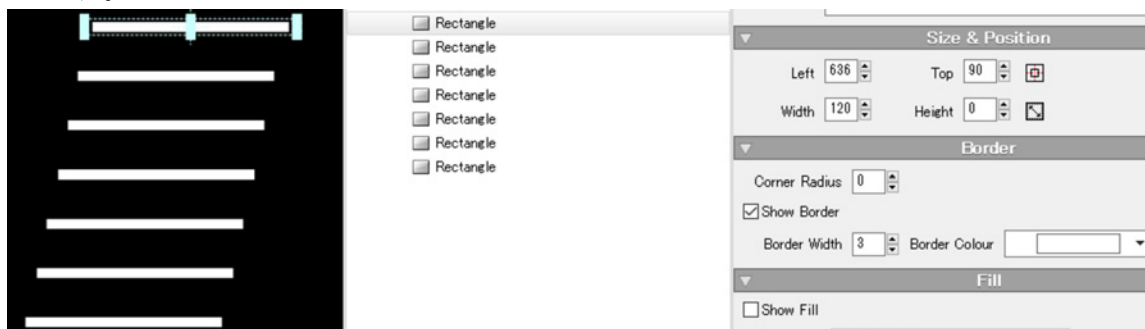 Rectangle
Rectangle
Rectangle
Rectangle
Rectangle
Rectangle
Rectangle
Size & Position
Left 636 Top 90
Width 120 Height 0
Border
Corner Radius 0
Show Border
Border Width 3 Border Colour
Fill
Show Fill